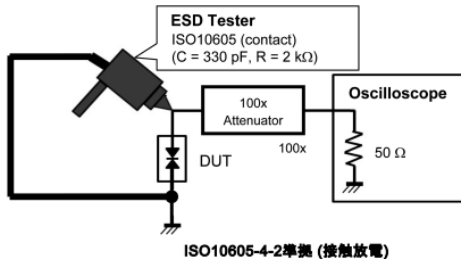 ESD Tester
ISO10605 (contact)
(C = 330 pF, R = 2 kΩ)
100x
Attenuator
100x
Oscilloscope
50 Ω
DUT
ISO10605-4-2準拠 (接触放電)